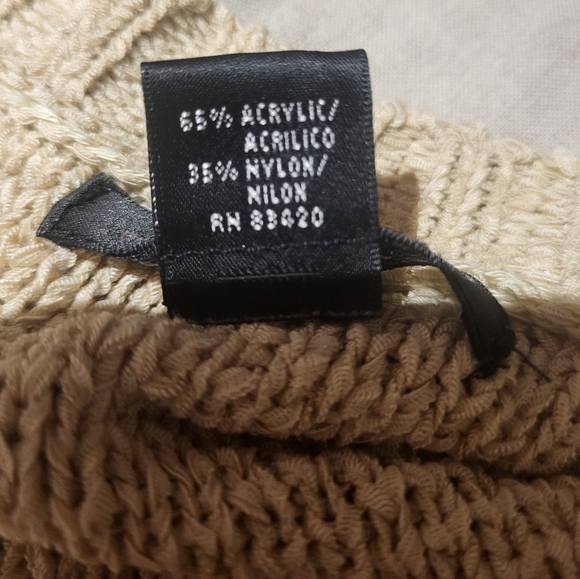 65% ACRYLIC/
ACRILICO
35% NYLON/
NILON
RN 83420